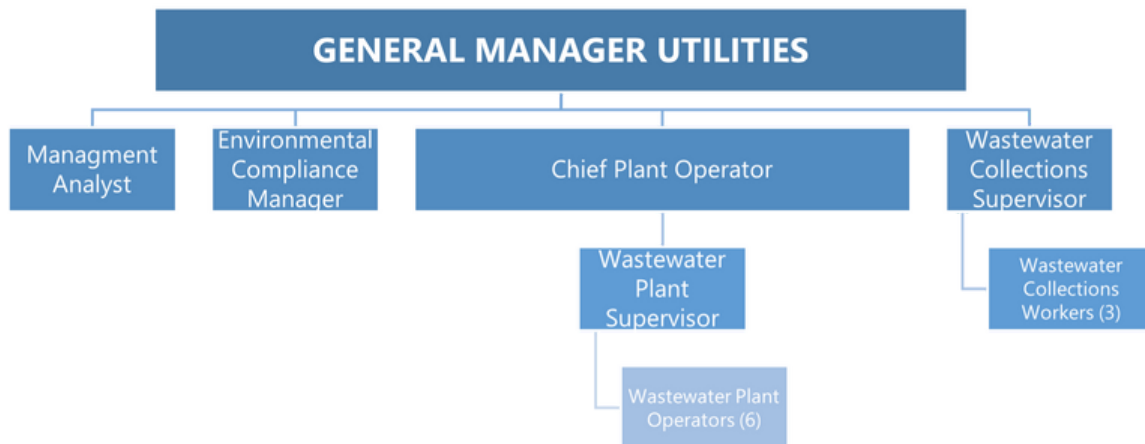 GENERAL MANAGER UTILITIES
Managment
Analyst
Environmental
Compliance
Manager
Chief Plant Operator
Wastewater
Collections
Supervisor
Wastewater
Plant
Supervisor
Wastewater
Collections
Workers (3)
Wastewater Plant
Operators (6)